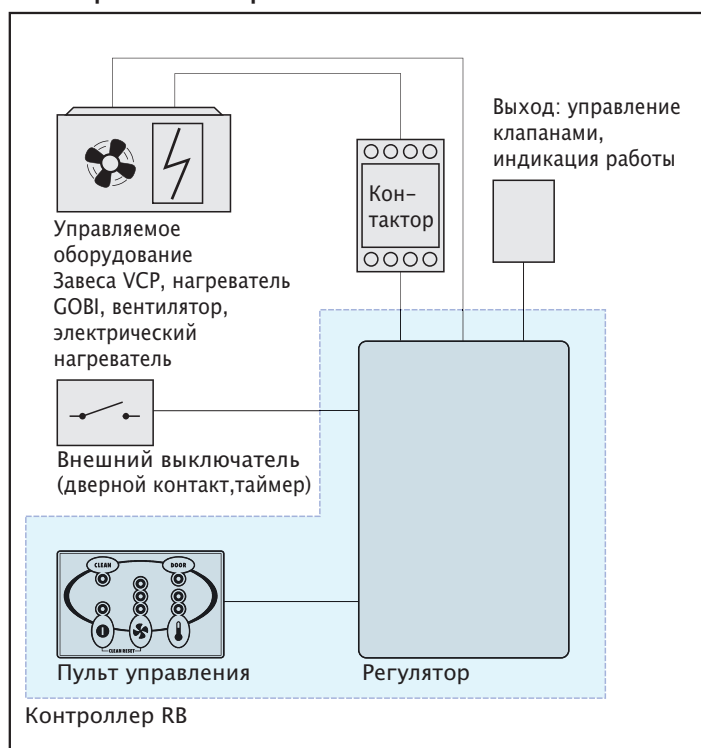 Выход: управление
клапанами,
индикация работы
Кон-
тактор
Управляемое
оборудование
Завеса VCP, нагреватель
GOBI, вентилятор,
электрический
нагреватель
Внешний выключатель
(дверной контакт,таймер)
CLEAN
DOOR
CLEAN RESET
Пульт управления
Регулятор
Контроллер RB